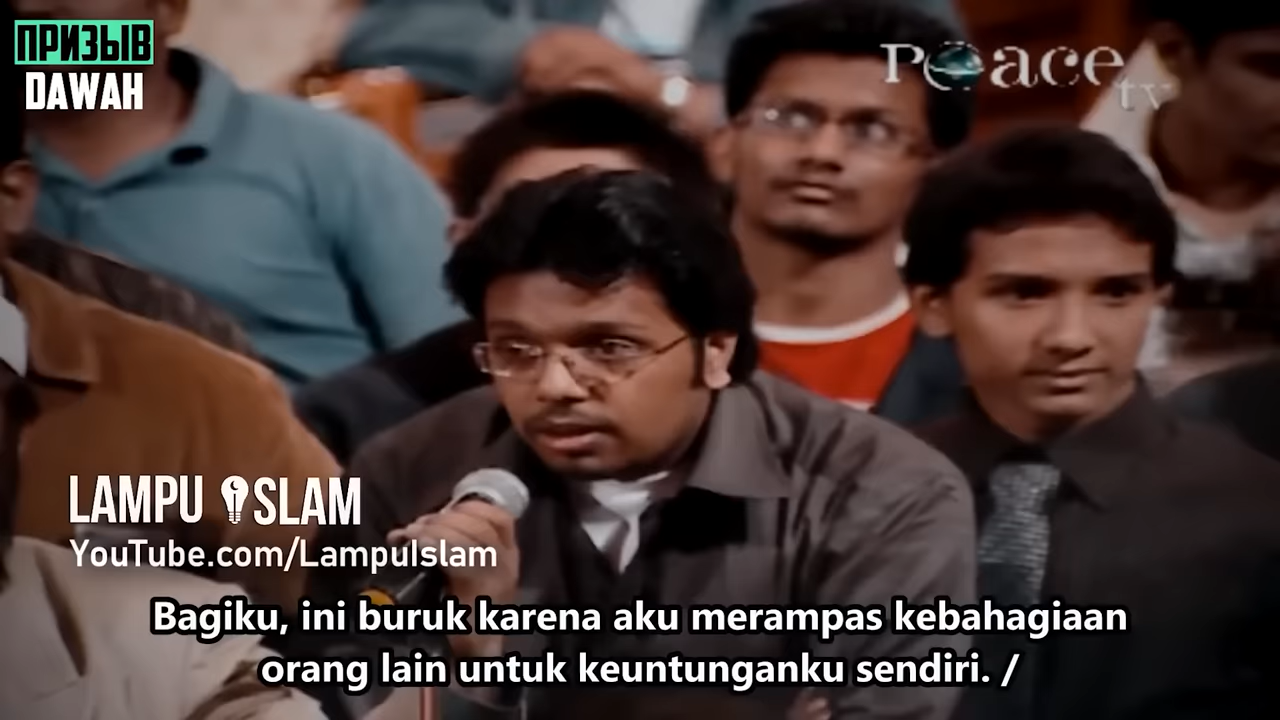 ПРИЗЫВ
DAWAH
Peace
tv
LAMPU ISLAM
YouTube.com/LampuIslam
Bagiku, ini buruk karena aku merampas kebahagiaan
orang lain untuk keuntunganku sendiri. /